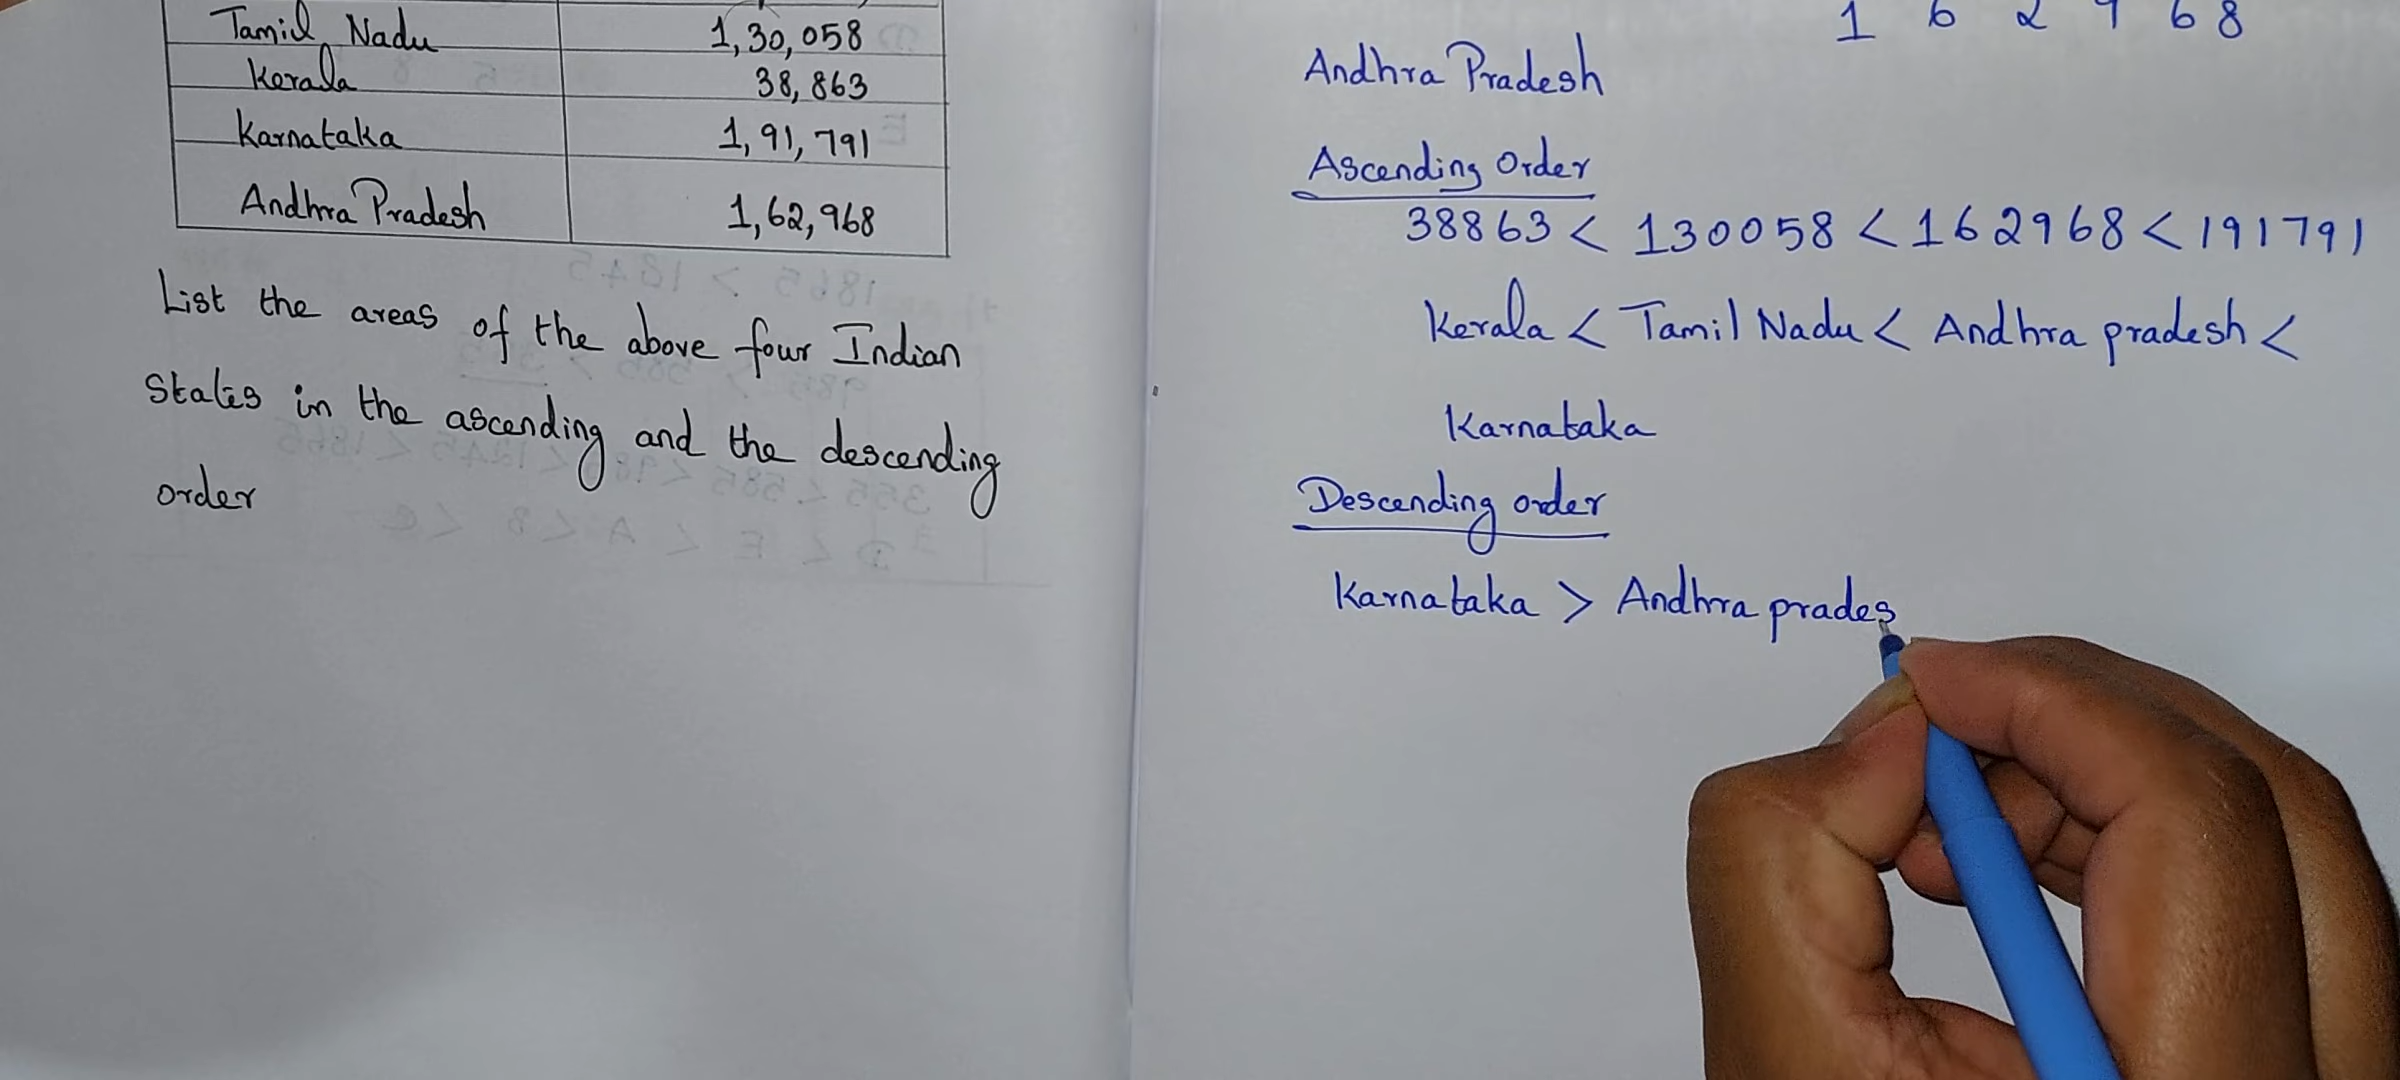 Tamil Nadu 1,30,058
Kerala 38,863
Karnataka 1,91,791
Andhra Pradesh 1,62,968
List the areas of the above four Indian
States in the ascending and the descending
order
1 6 2 9 6 8
Andhra Pradesh
Ascending Order
38863 < 130058 < 162968 < 191791
Kerala < Tamil Nadu < Andhra pradesh <
Karnataka
Descending order
Karnataka > Andhra prades